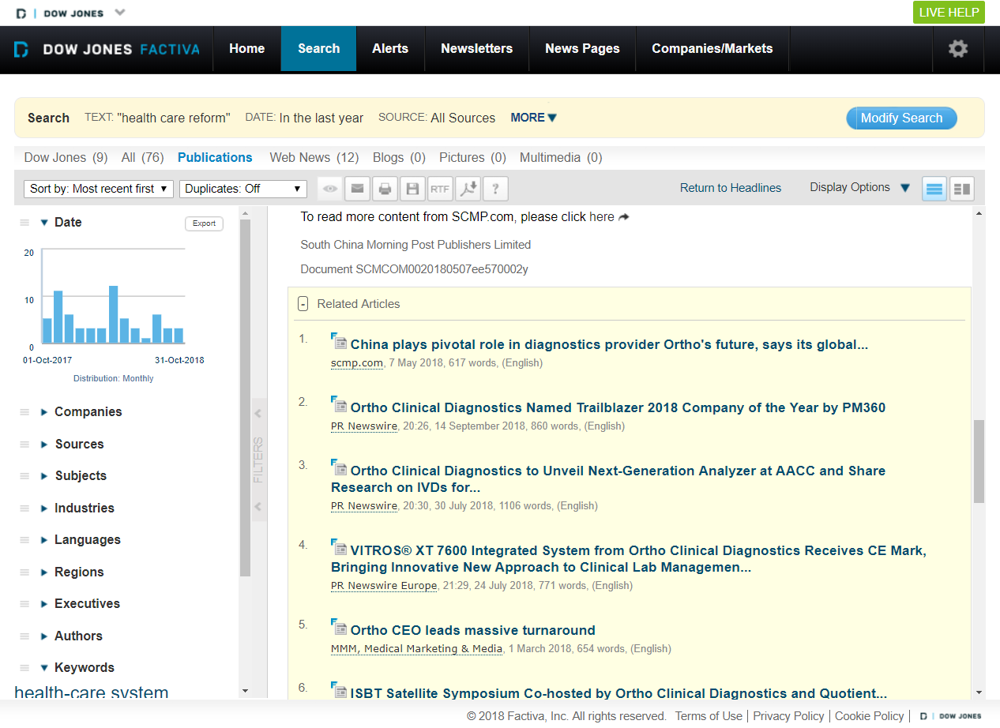 DOW JONES
LIVE HELP
DOW JONES FACTIVA
Home
Search
Alerts
Newsletters
News Pages
Companies/Markets
Search TEXT: "health care reform" DATE: In the last year SOURCE: All Sources MORE
Modify Search
Dow Jones (9) All (76) Publications Web News (12) Blogs (0) Pictures (0) Multimedia (0)
Sort by: Most recent first
Duplicates: Off
RTF
?
Return to Headlines
Display Options
Date
Export
20
10
0
01-Oct-2017
31-Oct-2018
Distribution: Monthly
Companies
Sources
Subjects
Industries
Languages
Regions
Executives
Authors
Keywords
health-care system
FILTERS
To read more content from SCMP.com, please click here
South China Morning Post Publishers Limited
Document SCMCOM0020180507ee570002y
- Related Articles
1. China plays pivotal role in diagnostics provider Ortho's future, says its global...
scmp.com, 7 May 2018, 617 words, (English)
2. Ortho Clinical Diagnostics Named Trailblazer 2018 Company of the Year by PM360
PR Newswire, 20:26, 14 September 2018, 860 words, (English)
3. Ortho Clinical Diagnostics to Unveil Next-Generation Analyzer at AACC and Share
Research on IVDs for...
PR Newswire, 20:30, 30 July 2018, 1106 words, (English)
4. VITROS® XT 7600 Integrated System from Ortho Clinical Diagnostics Receives CE Mark,
Bringing Innovative New Approach to Clinical Lab Managemen...
PR Newswire Europe, 21:29, 24 July 2018, 771 words, (English)
5. Ortho CEO leads massive turnaround
MMM, Medical Marketing & Media, 1 March 2018, 654 words, (English)
6. ISBT Satellite Symposium Co-hosted by Ortho Clinical Diagnostics and Quotient...
© 2018 Factiva, Inc. All rights reserved. Terms of Use | Privacy Policy | Cookie Policy | DOW JONES